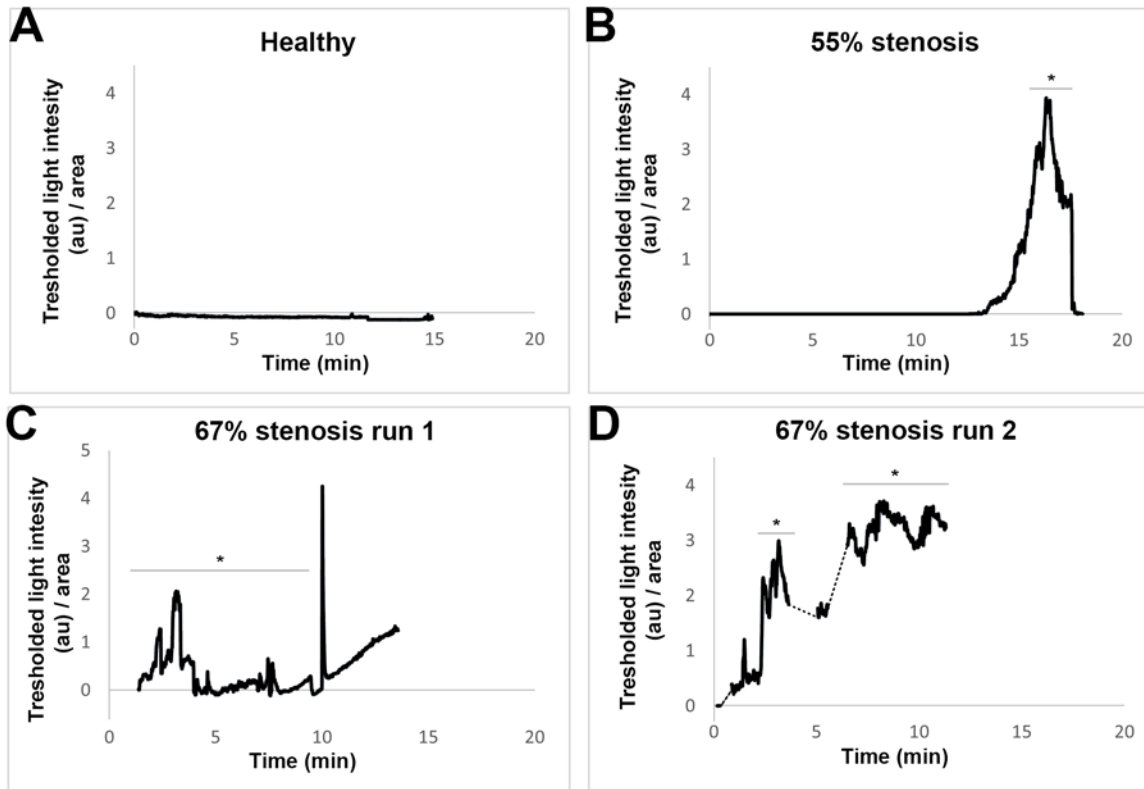 A
Healthy
Tresholded light intesity
(au) / area
4
3
2
1
0
0 5 10 15 20
Time (min)
B
55% stenosis
*
Tresholded light intesity
(au) / area
4
3
2
1
0
0 5 10 15 20
Time (min)
C
67% stenosis run 1
*
Tresholded light intesity
(au) / area
5
4
3
2
1
0
0 5 10 15 20
Time (min)
D
67% stenosis run 2
*
*
Tresholded light intesity
(au) / area
4
3
2
1
0
0 5 10 15 20
Time (min)